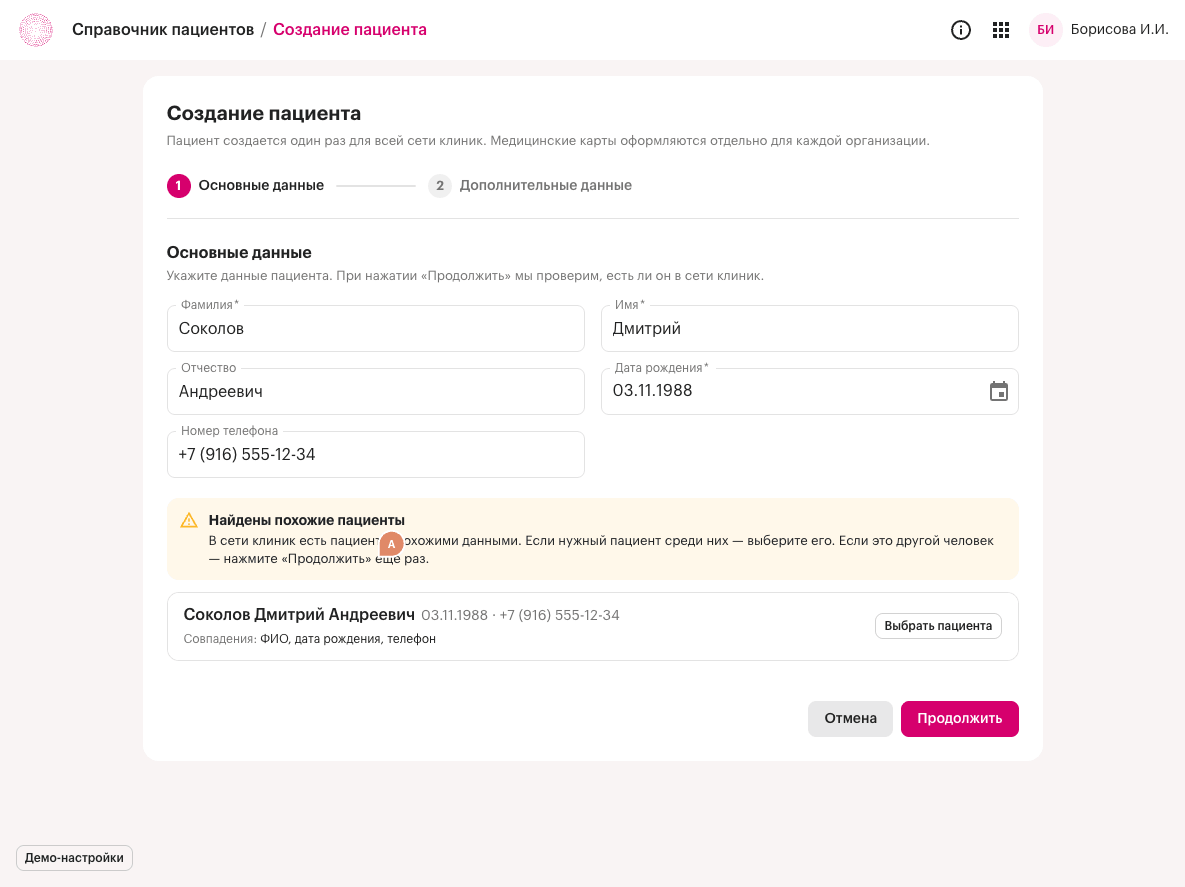 Справочник пациентов / Создание пациента
БИ Борисова И.И.
Создание пациента
Пациент создается один раз для всей сети клиник. Медицинские карты оформляются отдельно для каждой организации.
1 Основные данные 2 Дополнительные данные
Основные данные
Укажите данные пациента. При нажатии «Продолжить» мы проверим, есть ли он в сети клиник.
Фамилия* Имя*
Соколов Дмитрий
Отчество Дата рождения*
Андреевич 03.11.1988
Номер телефона
+7 (916) 555-12-34
Найдены похожие пациенты
В сети клиник есть данными. Если нужный пациент среди них — выберите его. Если это другой человек
A
— нажмите «Продолжить» еще раз.
Соколов Дмитрий Андреевич 03.11.1988 · +7 (916) 555-12-34
Выбрать пациента
Совпадения: ФИО, дата рождения, телефон
Отмена Продолжить
Демо-настройки